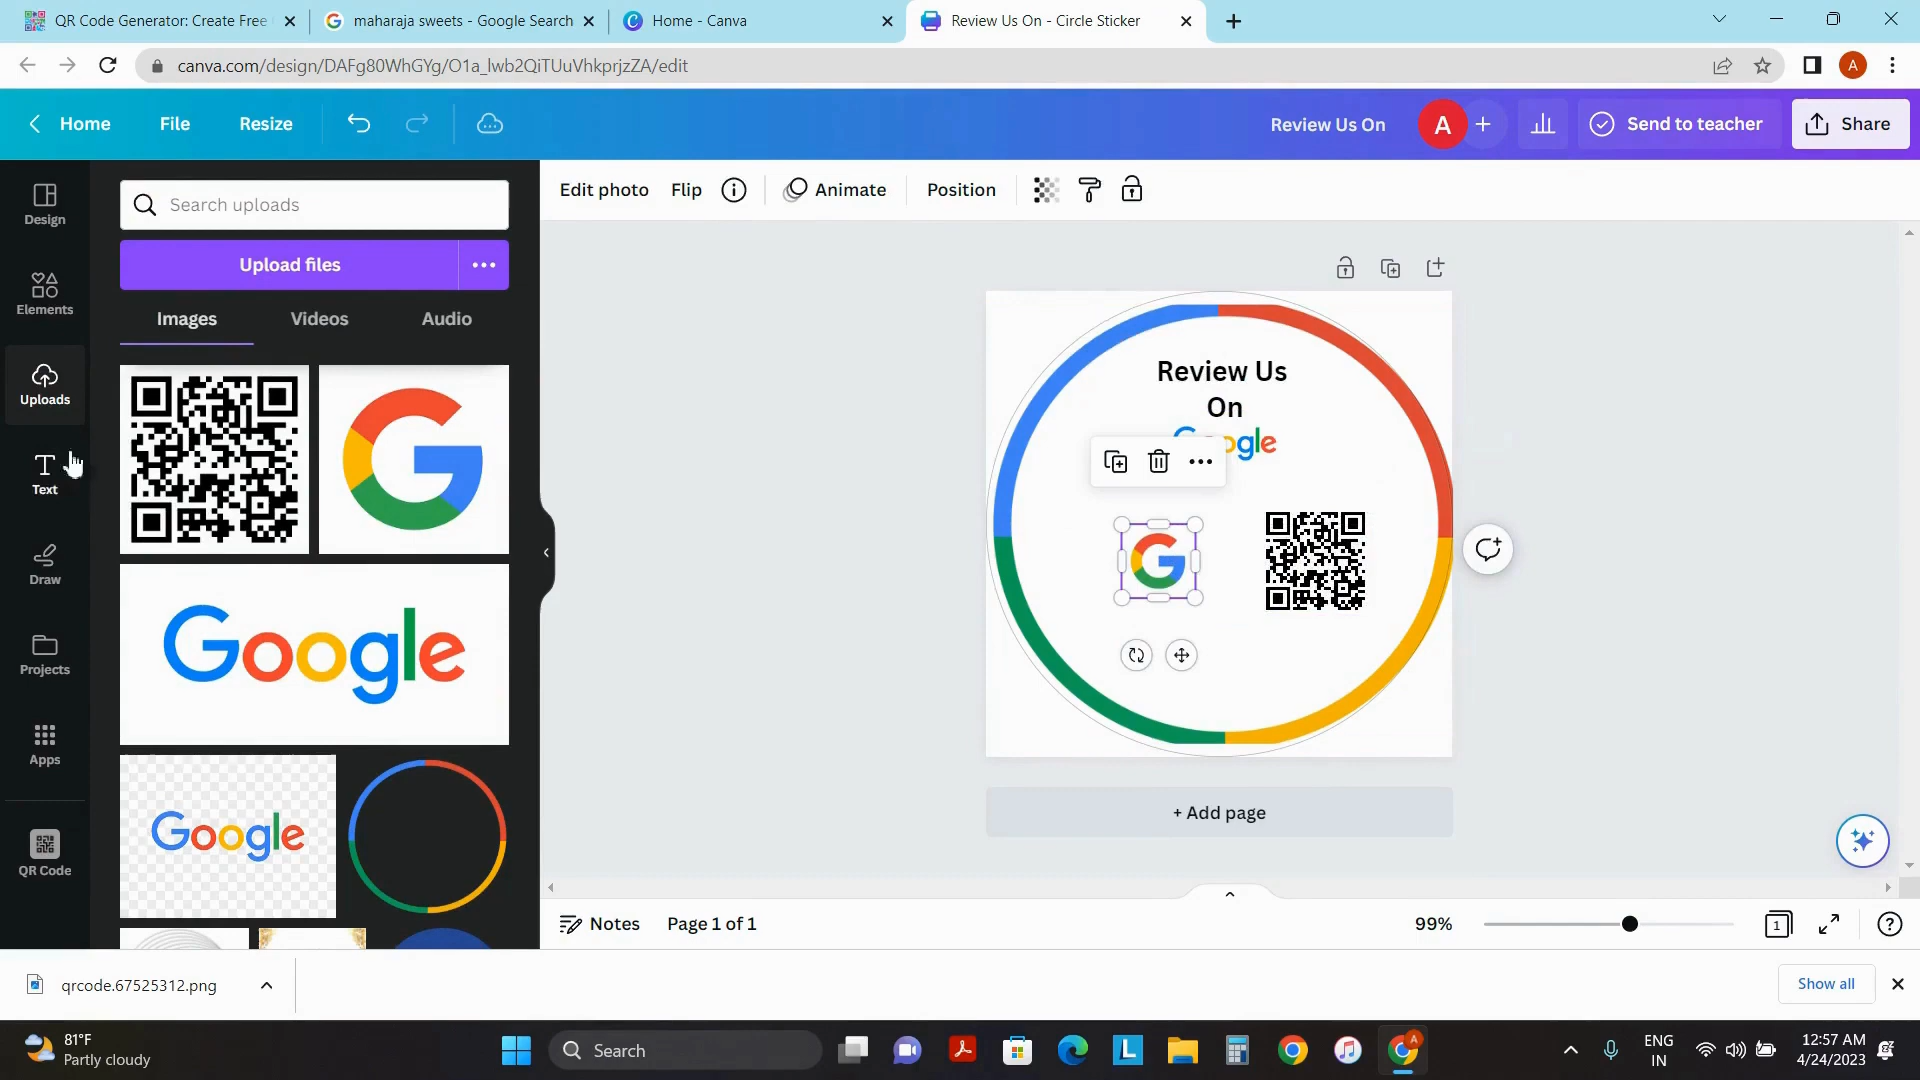 QR Code Generator: Create Free
maharaja sweets - Google Search
Home - Canva
Review Us On - Circle Sticker
canva.com/design/DAFg80WhGYg/O1a_lwb2QiTUuVhkprjzZA/edit
A
Home
File
Resize
Review Us On
A
Send to teacher
Share
Design
Elements
Uploads
Text
Draw
Projects
Apps
QR Code
Search uploads
Upload files
Images
Videos
Audio
Google
Google
Edit photo
Flip
Animate
Position
Review Us
On
Google
+ Add page
Notes
Page 1 of 1
99%
1
qrcode.67525312.png
Show all
81°F
Partly cloudy
Search
ENG
IN
12:57 AM
4/24/2023